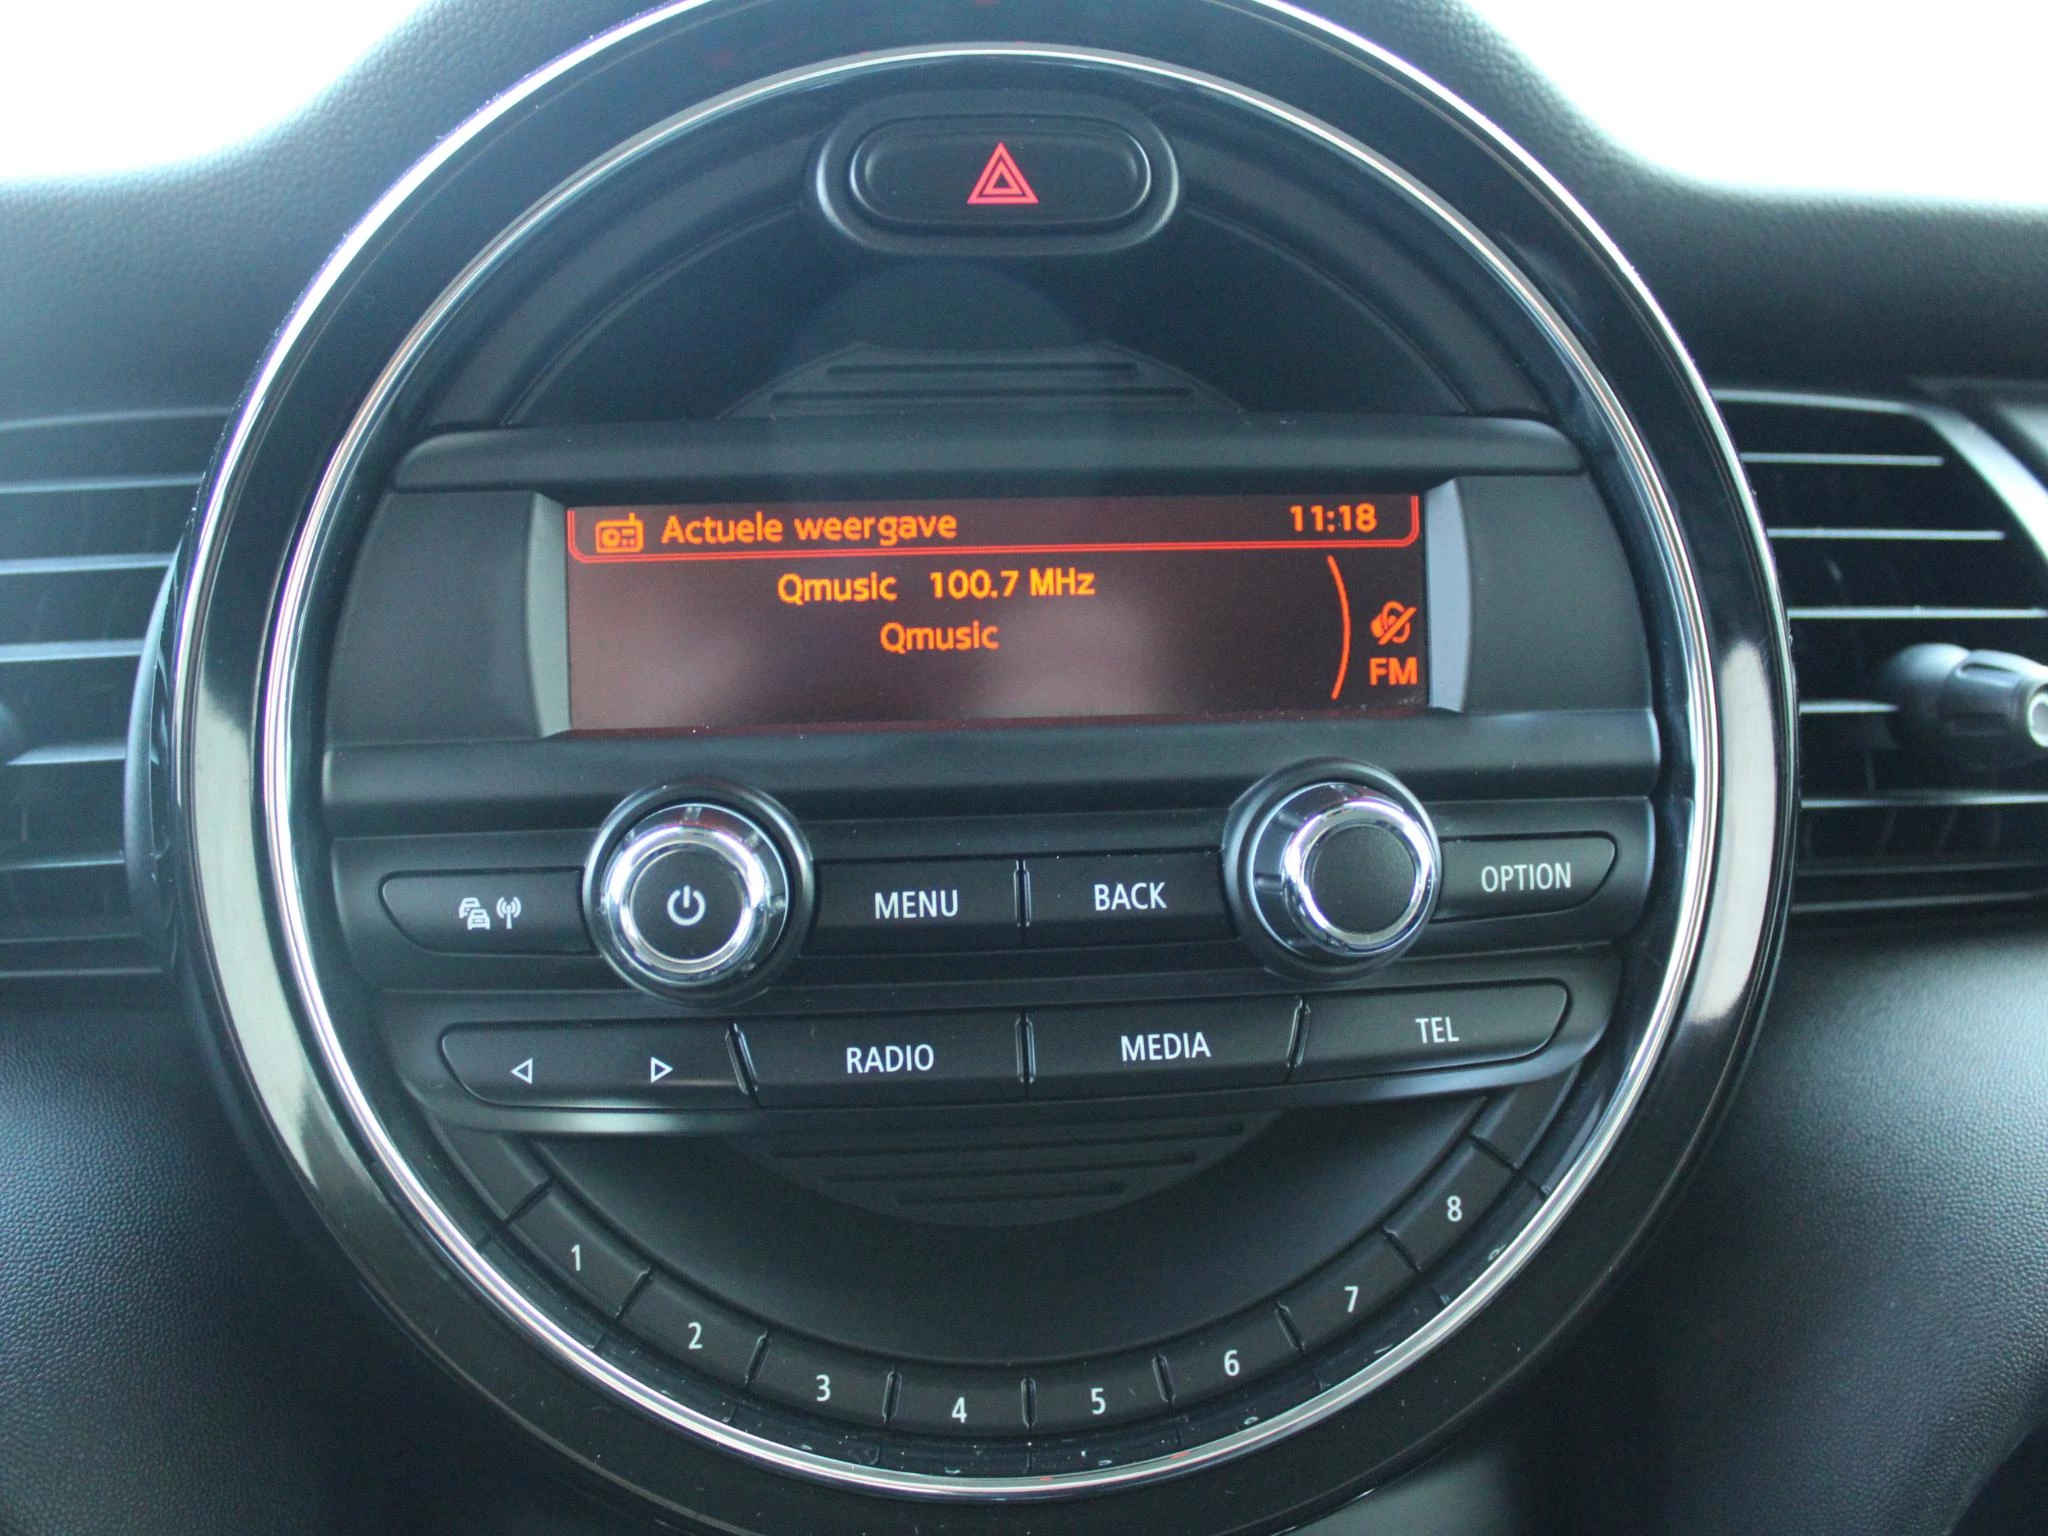 Actuele weergave 11:18
Qmusic 100.7 MHz
Qmusic
FM
MENU BACK OPTION
RADIO MEDIA TEL
1 2 3 4 5 6 7 8